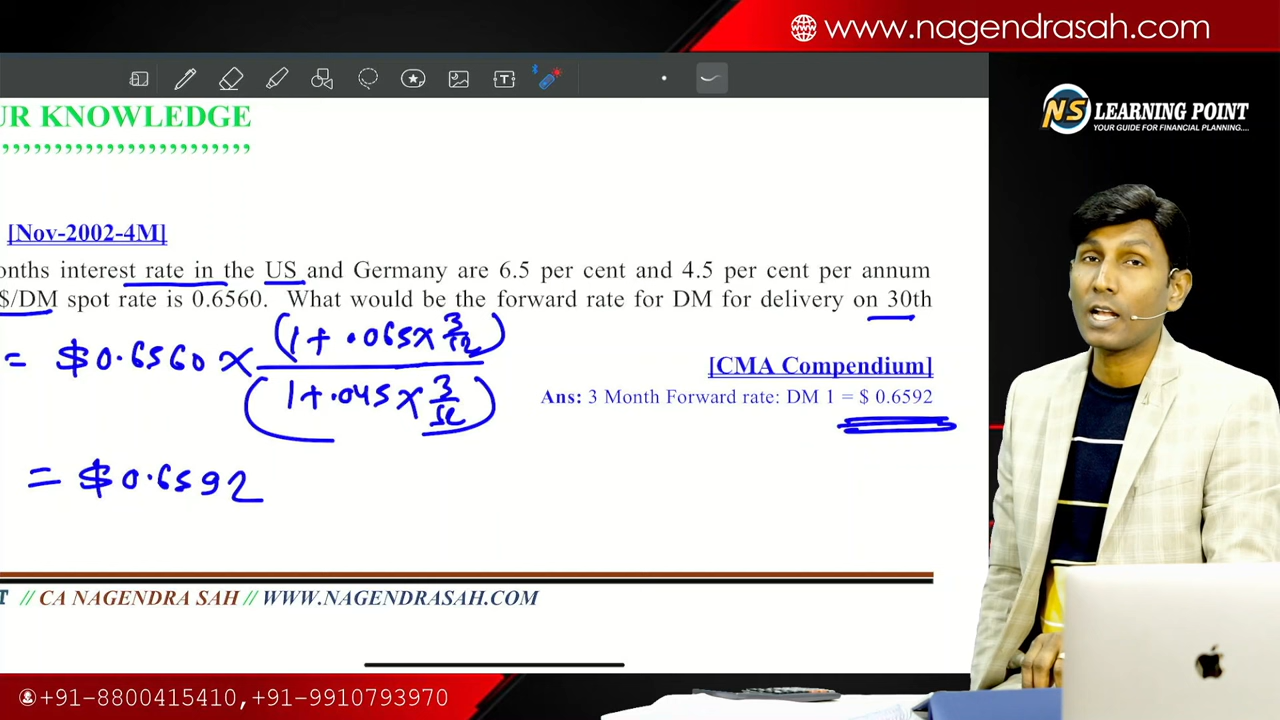 www.nagendrasah.com
NS LEARNING POINT
YOUR GUIDE FOR FINANCIAL PLANNING....
UR KNOWLEDGE
,,,,,,,,,,,,,,,,,,,,,,,
[Nov-2002-4M]
onths interest rate in the US and Germany are 6.5 per cent and 4.5 per cent per annum
$/DM spot rate is 0.6560. What would be the forward rate for DM for delivery on 30th
= $0.6560 × (1+.065×3/12)
(1+.045×3/12)
[CMA Compendium]
Ans: 3 Month Forward rate: DM 1 = $ 0.6592
= $0.6592
T // CA NAGENDRA SAH // WWW.NAGENDRASAH.COM
+91-8800415410,+91-9910793970